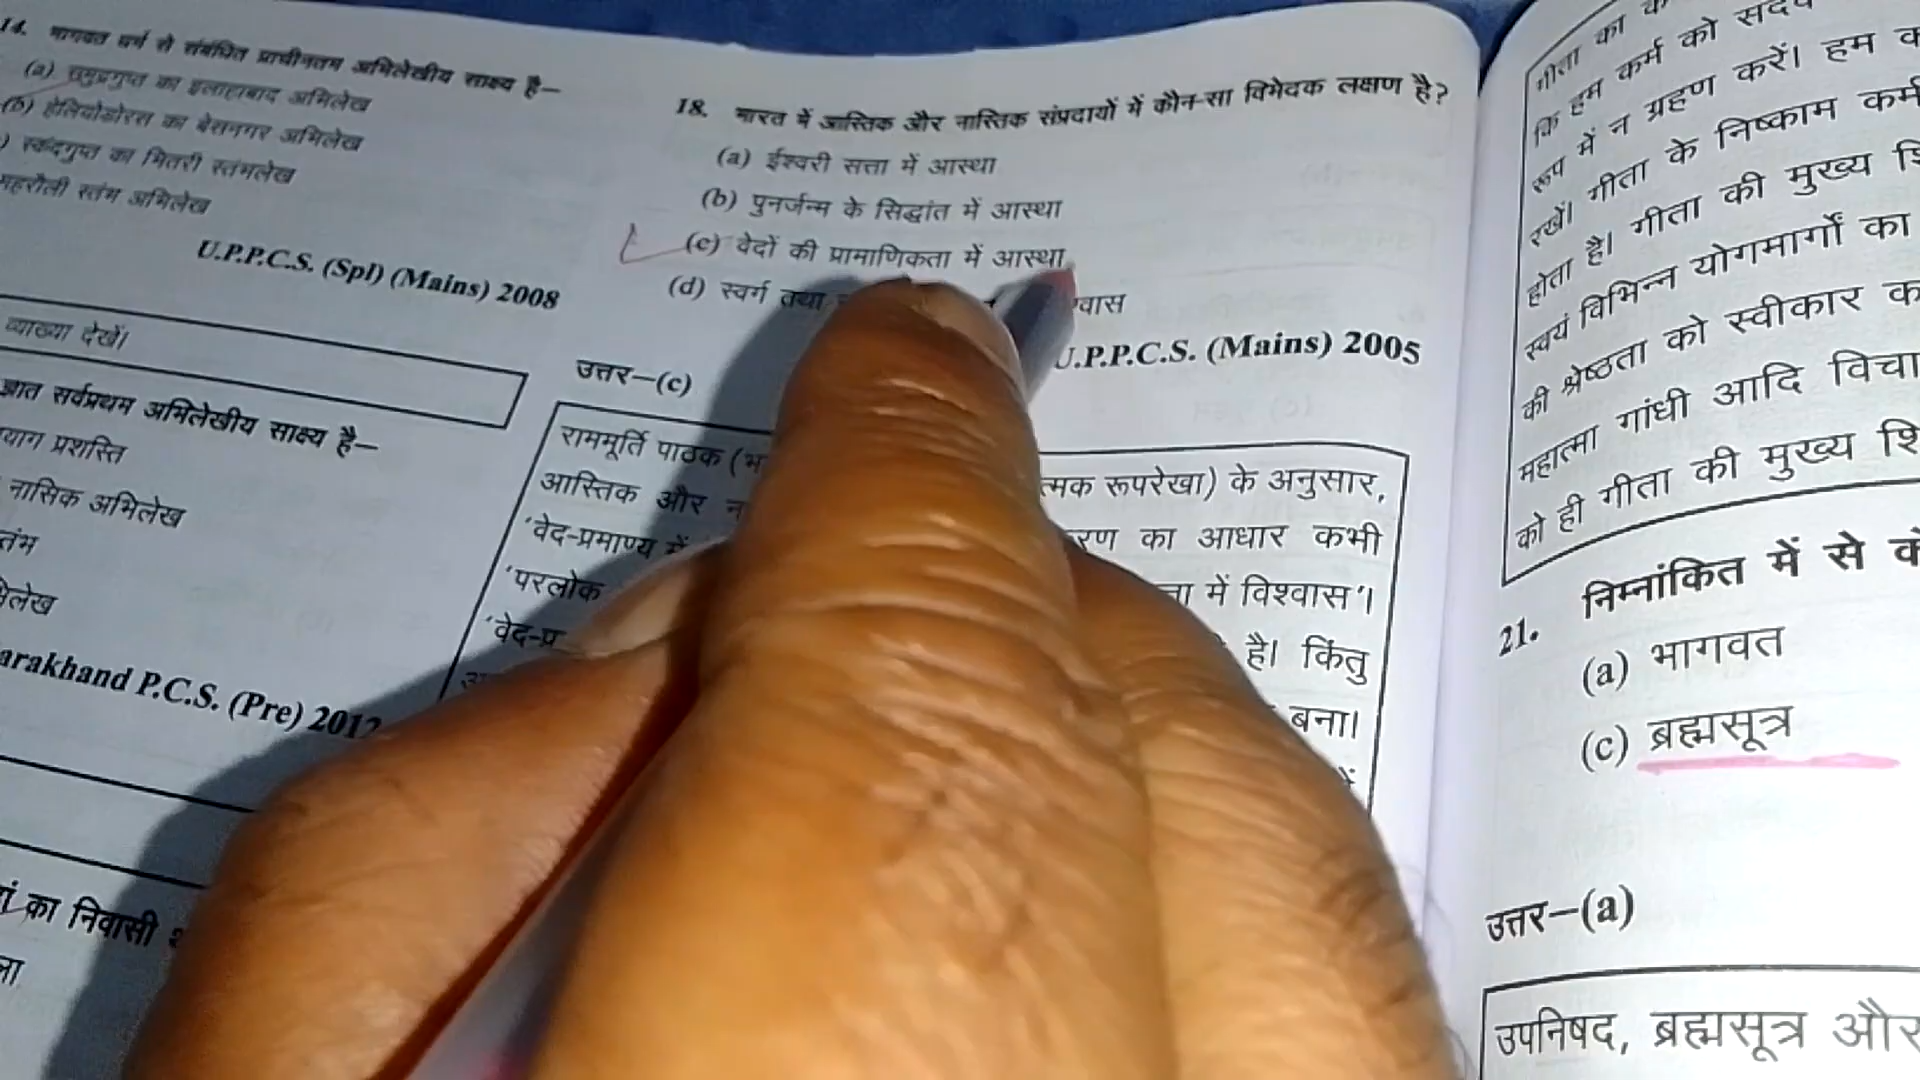 14. भागवत धर्म से संबंधित प्राचीनतम अभिलेखीय साक्ष्य है—
(a) समुद्रगुप्त का इलाहाबाद अभिलेख
(b) हेलियोडोरस का बेसनगर अभिलेख
) स्कंदगुप्त का भितरी स्तंभलेख
महरौली स्तंभ अभिलेख
U.P.P.C.S. (Spl) (Mains) 2008
व्याख्या देखें।
ज्ञात सर्वप्रथम अभिलेखीय साक्ष्य है—
याग प्रशस्ति
नासिक अभिलेख
तंभ
लेख
arakhand P.C.S. (Pre) 2012
का निवासी
18. भारत में आस्तिक और नास्तिक संप्रदायों में कौन-सा विभेदक लक्षण है?
(a) ईश्वरी सत्ता में आस्था
(b) पुनर्जन्म के सिद्धांत में आस्था
(c) वेदों की प्रामाणिकता में आस्था
(d) स्वर्ग तथा वास
U.P.P.C.S. (Mains) 2005
उत्तर—(c)
राममूर्ति पाठक (भ त्मक रूपरेखा) के अनुसार,
आस्तिक और न रण का आधार कभी
'वेद-प्रमाण्य में ता में विश्वास'।
'परलोक है। किंतु
'वेद-प्र बना।
गीता का
कि हम कर्म को सदैव
रूप में न ग्रहण करें। हम
रखें। गीता के निष्काम कर्म
होता है। गीता की मुख्य शि
स्वयं विभिन्न योगमार्गों का
की श्रेष्ठता को स्वीकार क
महात्मा गांधी आदि विचा
को ही गीता की मुख्य शि
21. निम्नांकित में से क
(a) भागवत
(c) ब्रह्मसूत्र
उत्तर—(a)
उपनिषद, ब्रह्मसूत्र और